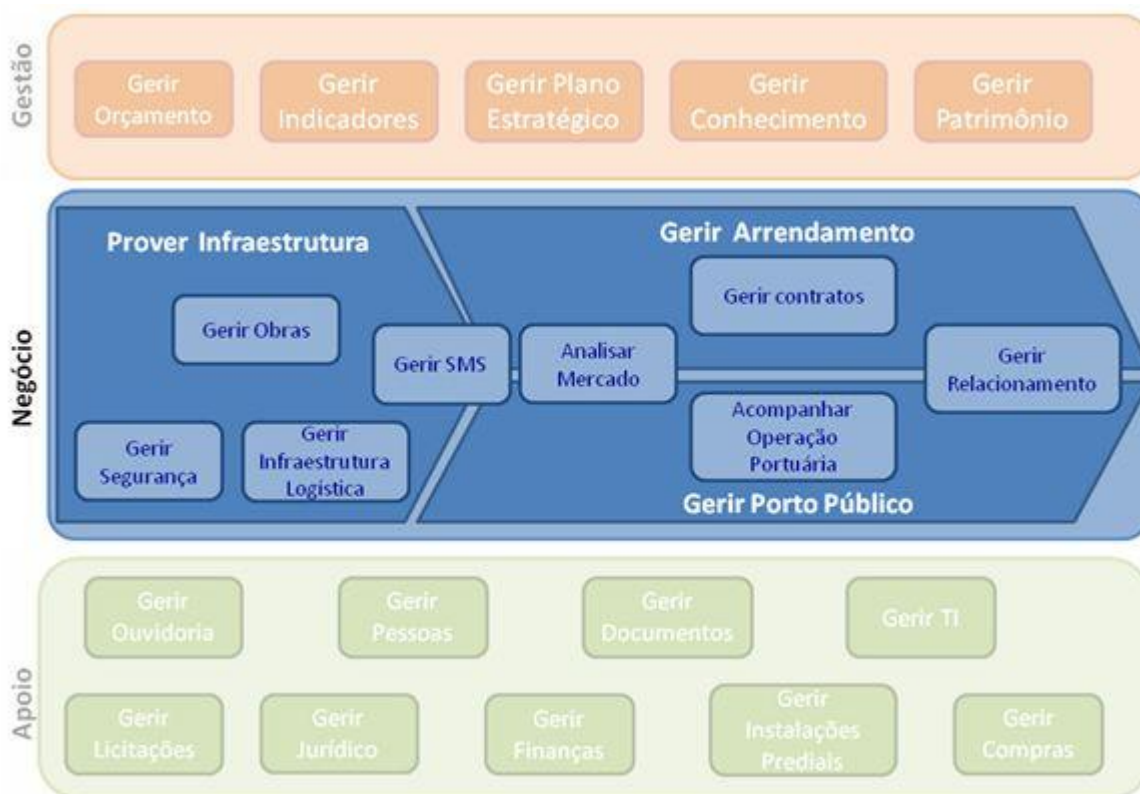 Gestão
Gerir
Orçamento
Gerir
Indicadores
Gerir Plano
Estratégico
Gerir
Conhecimento
Gerir
Patrimônio
Negócio
Prover Infraestrutura
Gerir Obras
Gerir
Segurança
Gerir
Infraestrutura
Logística
Gerir SMS
Gerir Arrendamento
Gerir contratos
Analisar
Mercado
Acompanhar
Operação
Portuária
Gerir
Relacionamento
Gerir Porto Público
Apoio
Gerir
Ouvidoria
Gerir
Pessoas
Gerir
Documentos
Gerir TI
Gerir
Licitações
Gerir
Jurídico
Gerir
Finanças
Gerir
Instalações
Prediais
Gerir
Compras